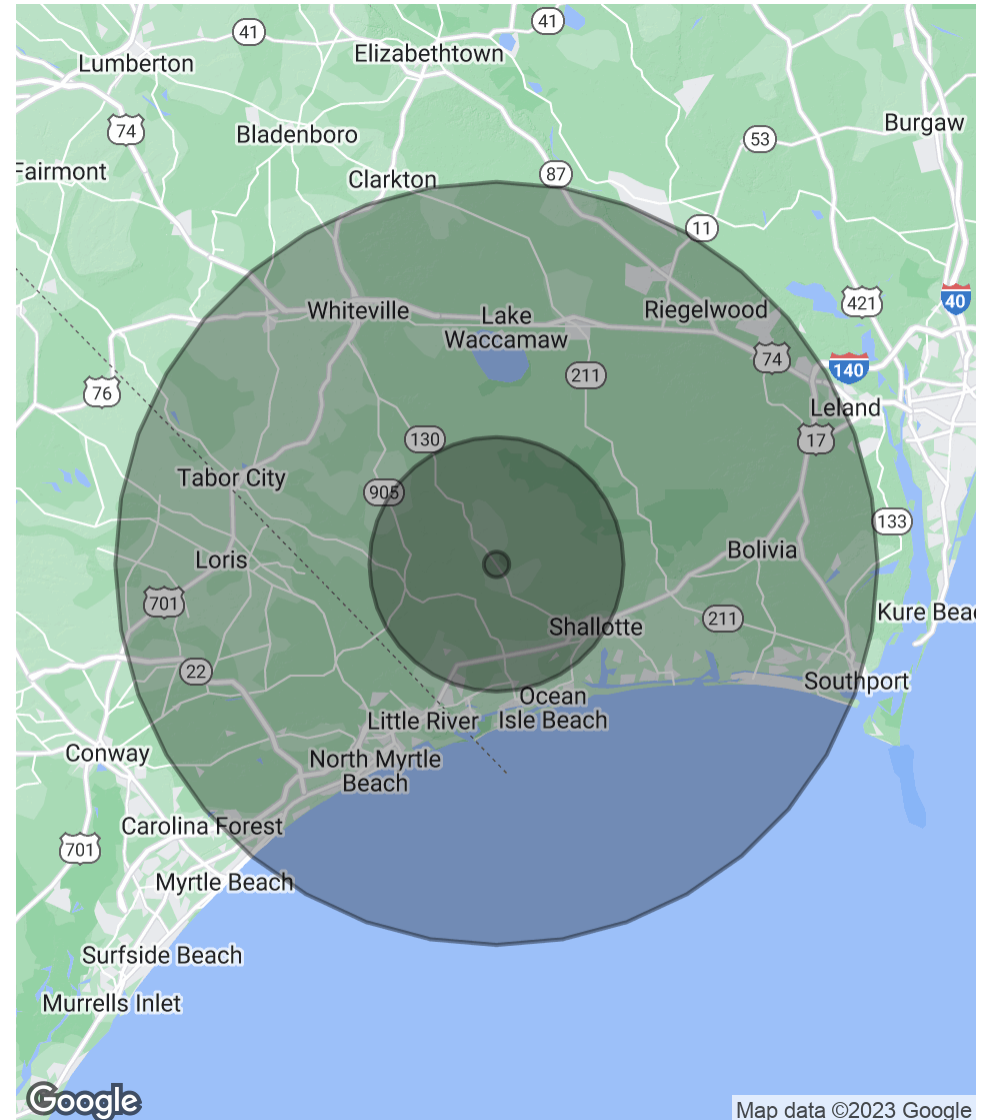 41
41
Elizabethtown
Lumberton
Burgaw
74
Bladenboro
53
Fairmont
Clarkton
87
11
421
40
Whiteville
Lake
Waccamaw
Riegelwood
74
140
211
76
Leland
130
17
Tabor City
905
133
Bolivia
Loris
701
Kure Beac
211
Shallotte
22
Southport
Ocean
Isle Beach
Little River
Conway
North Myrtle
Beach
Carolina Forest
701
Myrtle Beach
Surfside Beach
Murrells Inlet
Google
Map data ©2023 Google